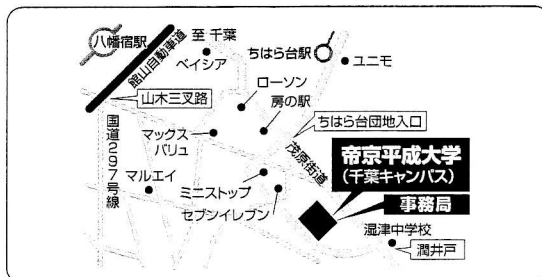 八幡宿駅
館山自動車道
至 千葉
ベイシア
ちはら台駅
ユニモ
ローソン
山木三叉路
房の駅
ちはら台団地入口
国道297号線
マックス
バリュ
茂原街道
帝京平成大学
(千葉キャンパス)
マルエイ
ミニストップ
セブンイレブン
事務局
湿津中学校
潤井戸